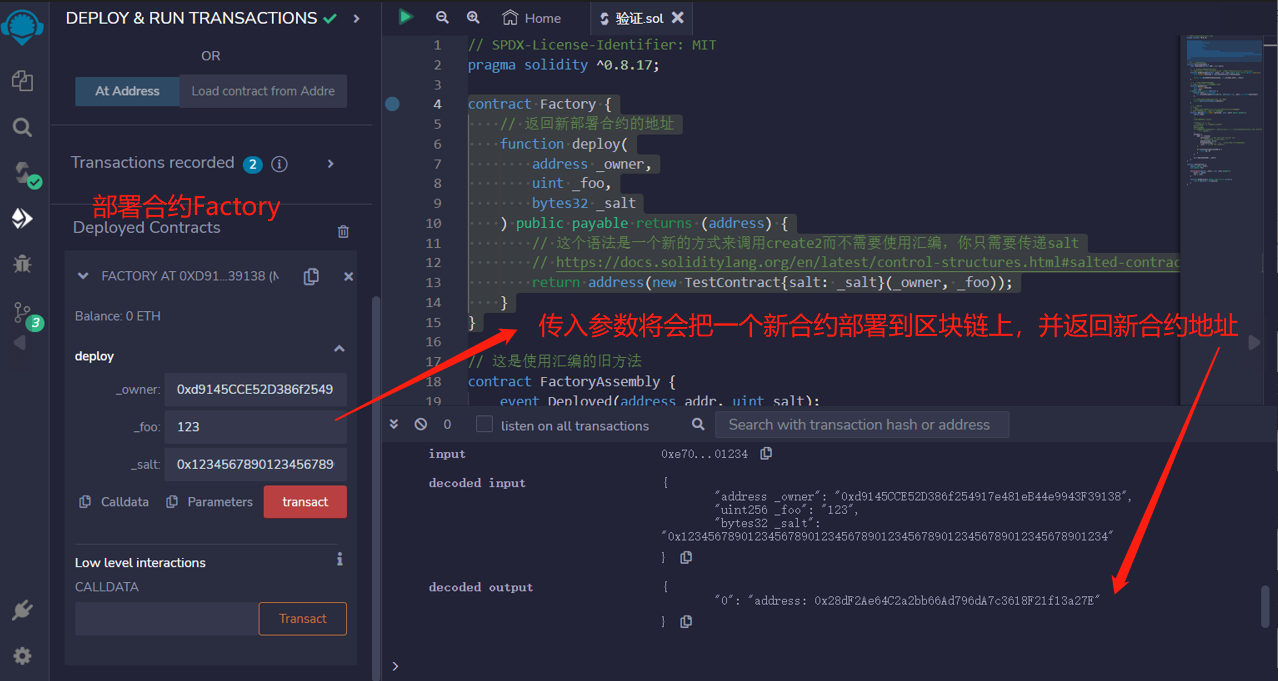 DEPLOY & RUN TRANSACTIONS
OR
At Address
Load contract from Addre
Transactions recorded 2 i
部署合约Factory
Deployed Contracts
FACTORY AT 0XD91...39138 (M
Balance: 0 ETH
deploy
_owner: 0xd9145CCE52D386f2549
_foo: 123
_salt: 0x1234567890123456789
Calldata Parameters transact
Low level interactions i
CALLDATA
Transact
3
Home 验证.sol
1 // SPDX-License-Identifier: MIT
2 pragma solidity ^0.8.17;
3
4 contract Factory {
5 // 返回新部署合约的地址
6 function deploy(
7 address _owner,
8 uint _foo,
9 bytes32 _salt
10 ) public payable returns (address) {
11 // 这个语法是一个新的方式来调用create2而不需要使用汇编，你只需要传递salt
12 // https://docs.soliditylang.org/en/latest/control-structures.html#salted-contrac
13 return address(new TestContract{salt: _salt}(_owner, _foo));
14 }
15 }
传入参数将会把一个新合约部署到区块链上，并返回新合约地址
16
17 // 这是使用汇编的旧方法
18 contract FactoryAssembly {
19 event Deployed(address addr, uint salt);
0 listen on all transactions Search with transaction hash or address
input 0xe70...01234
decoded input {
"address _owner": "0xd9145CCE52D386f254917e481eB44e9943F39138",
"uint256 _foo": "123",
"bytes32 _salt":
"0x1234567890123456789012345678901234567890123456789012345678901234"
}
decoded output {
"0": "address: 0x28dF2Ae64C2a2bb66Ad796dA7c3618F21f13a27E"
}
>